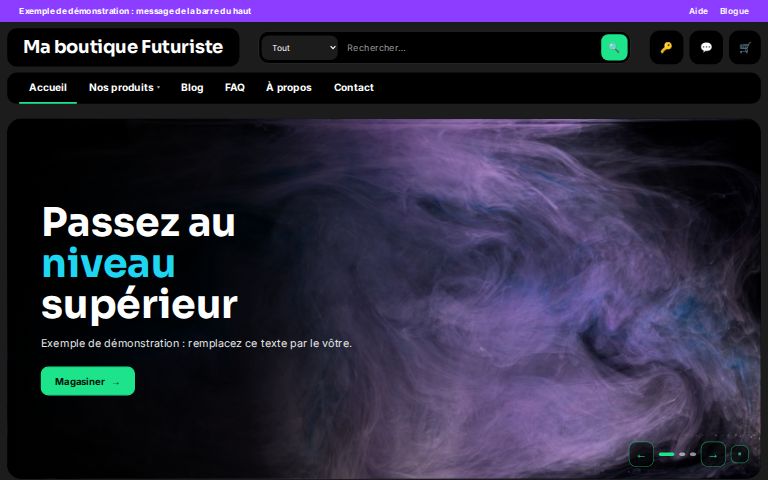 Exemple de démonstration : message de la barre du haut
Aide Blogue
Ma boutique Futuriste
Tout
Rechercher...
Accueil Nos produits Blog FAQ À propos Contact
Passez au
niveau
supérieur
Exemple de démonstration : remplacez ce texte par le vôtre.
Magasiner →
← →